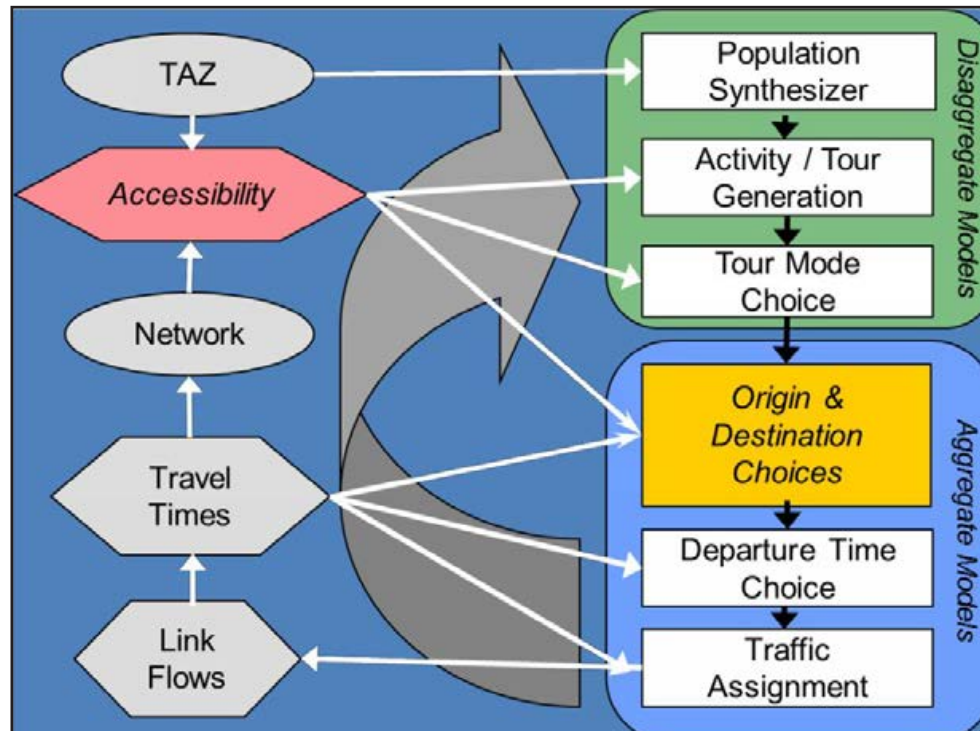 TAZ
Accessibility
Network
Travel
Times
Link
Flows
Population
Synthesizer
Activity / Tour
Generation
Tour Mode
Choice
Disaggregate Models
Origin &
Destination
Choices
Departure Time
Choice
Traffic
Assignment
Aggregate Models